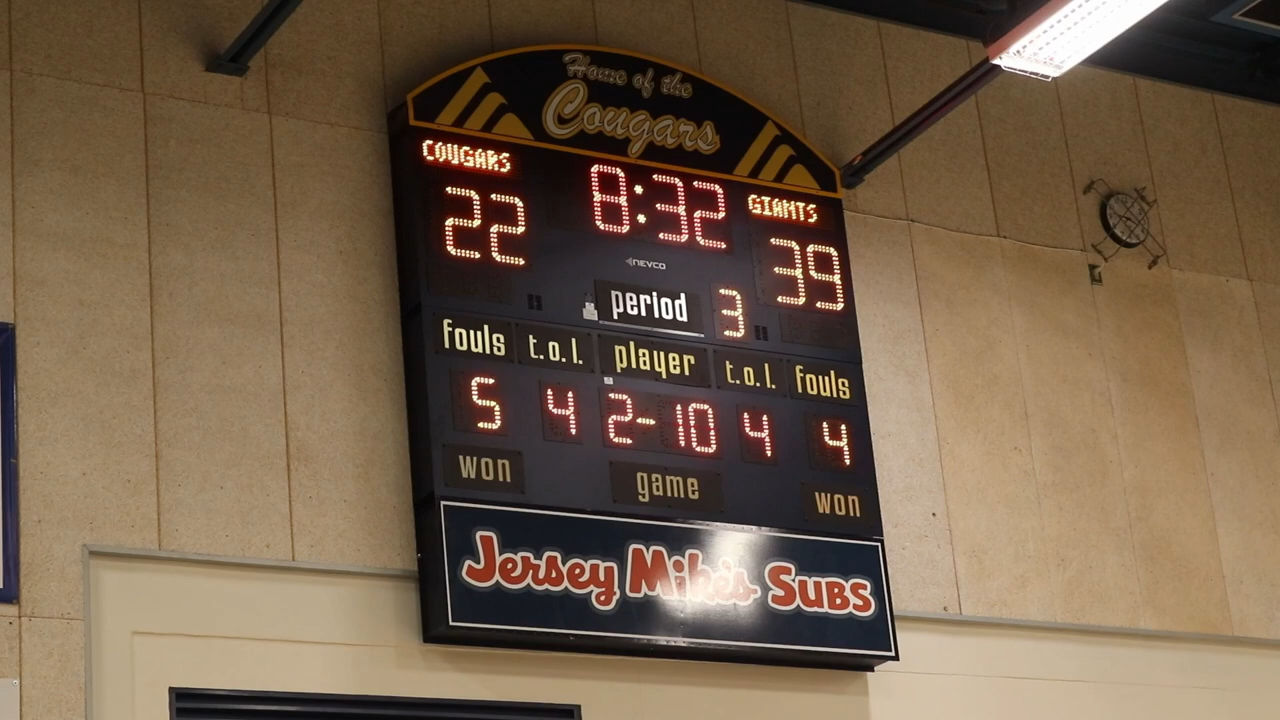 Home of the
Cougars
COUGARS 8:32 GIANTS
22 39
NEVCO
period 3
fouls t.o.l. player t.o.l. fouls
5 4 2-10 4 4
won game won
Jersey Mike's SUBS